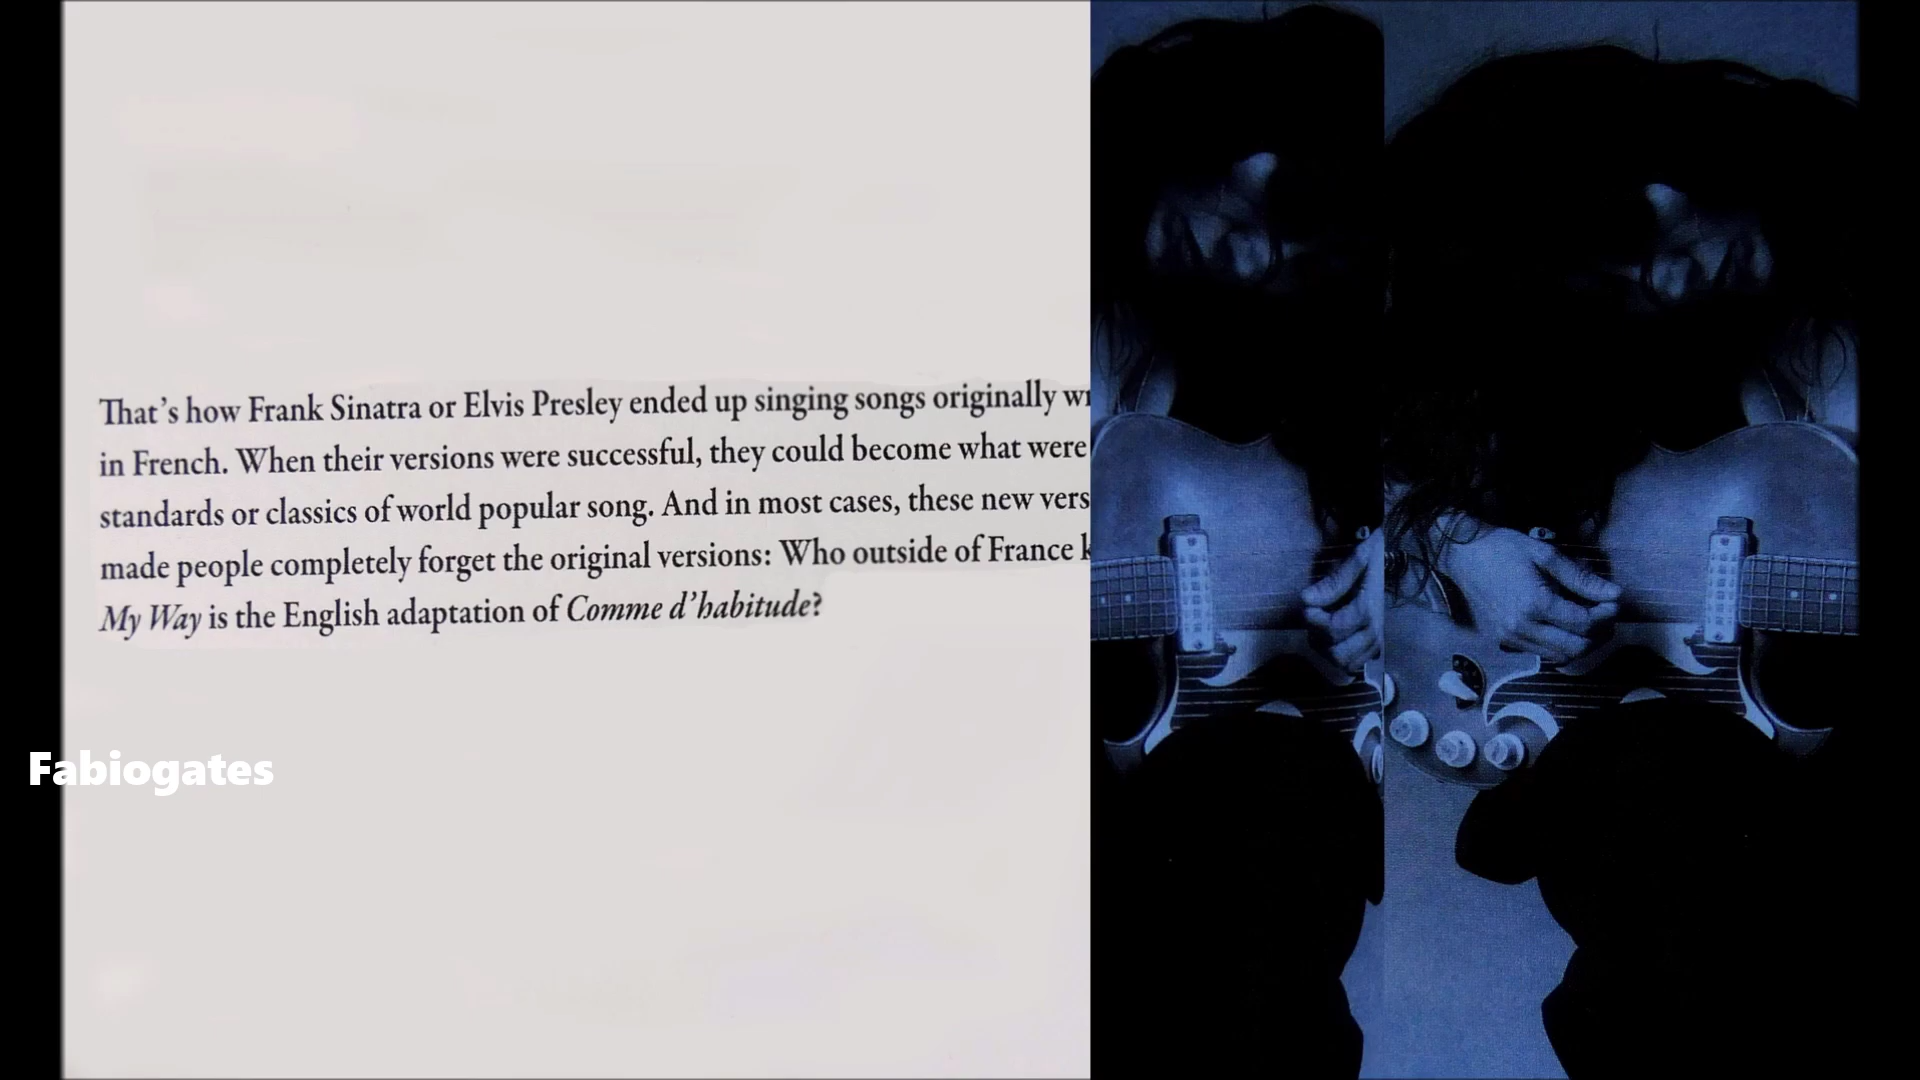 That's how Frank Sinatra or Elvis Presley ended up singing songs originally
in French. When their versions were successful, they could become what were
standards or classics of world popular song. And in most cases, these new
made people completely forget the original versions: Who outside of France
My Way is the English adaptation of Comme d'habitude?
Fabiogates